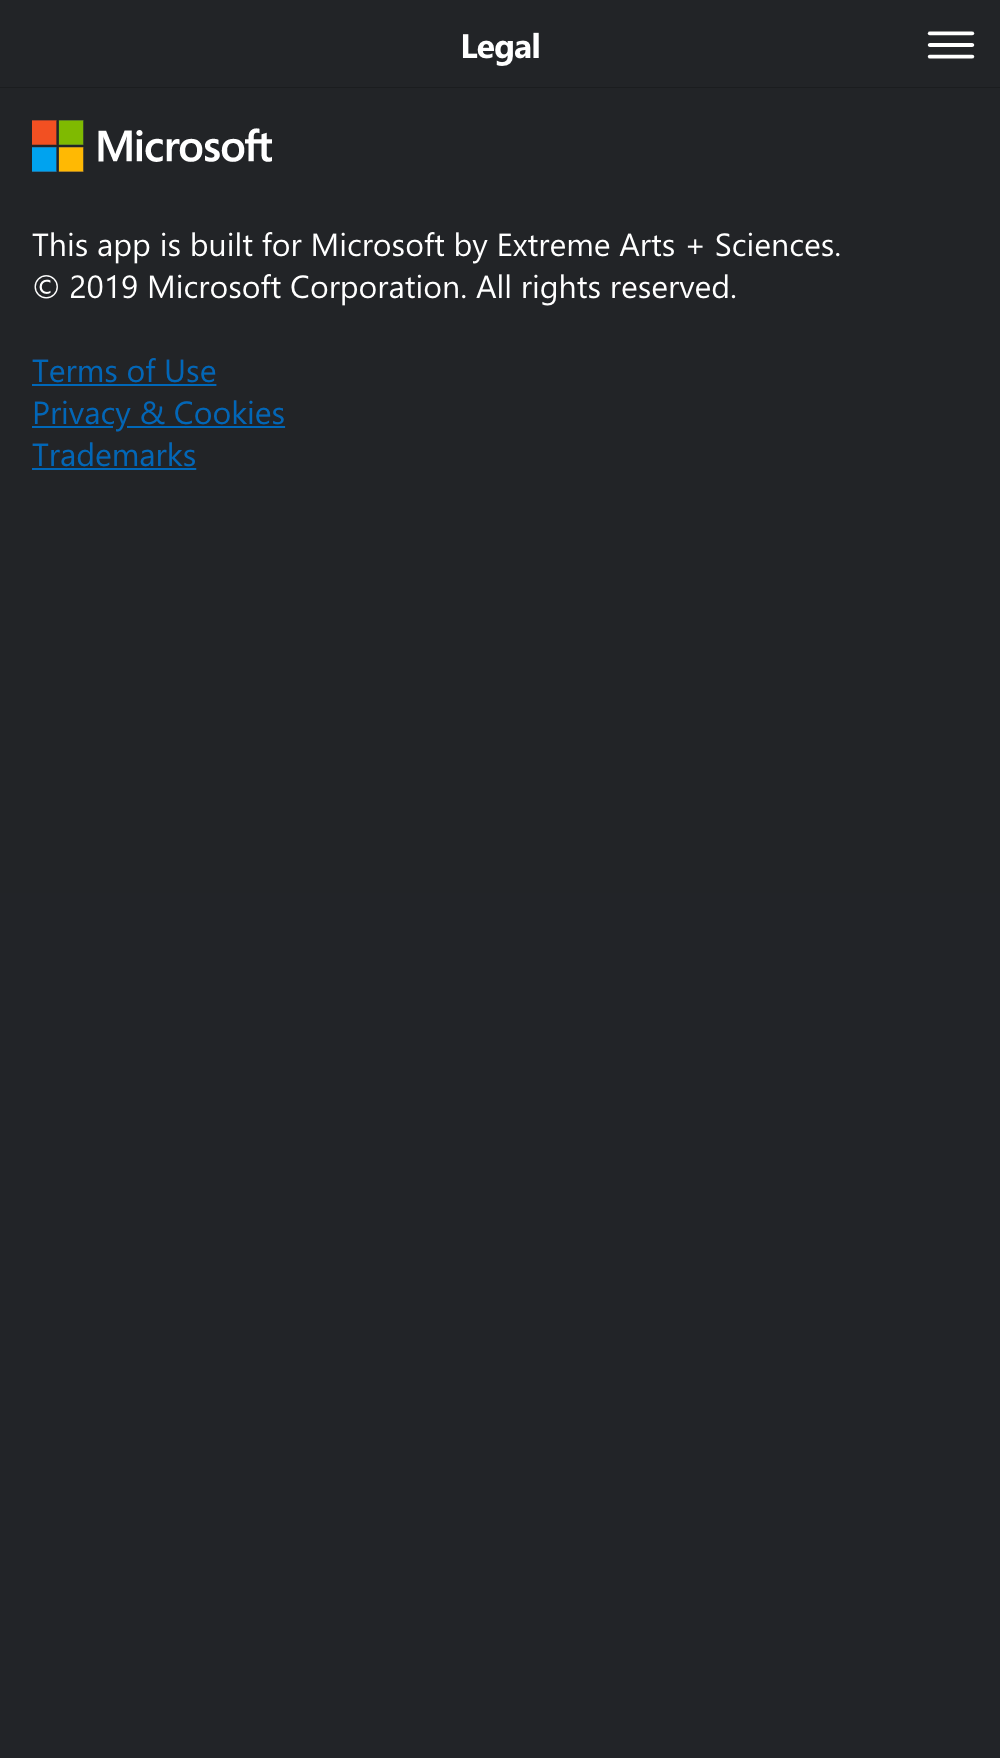 Legal
Microsoft
This app is built for Microsoft by Extreme Arts + Sciences.
© 2019 Microsoft Corporation. All rights reserved.
Terms of Use
Privacy & Cookies
Trademarks